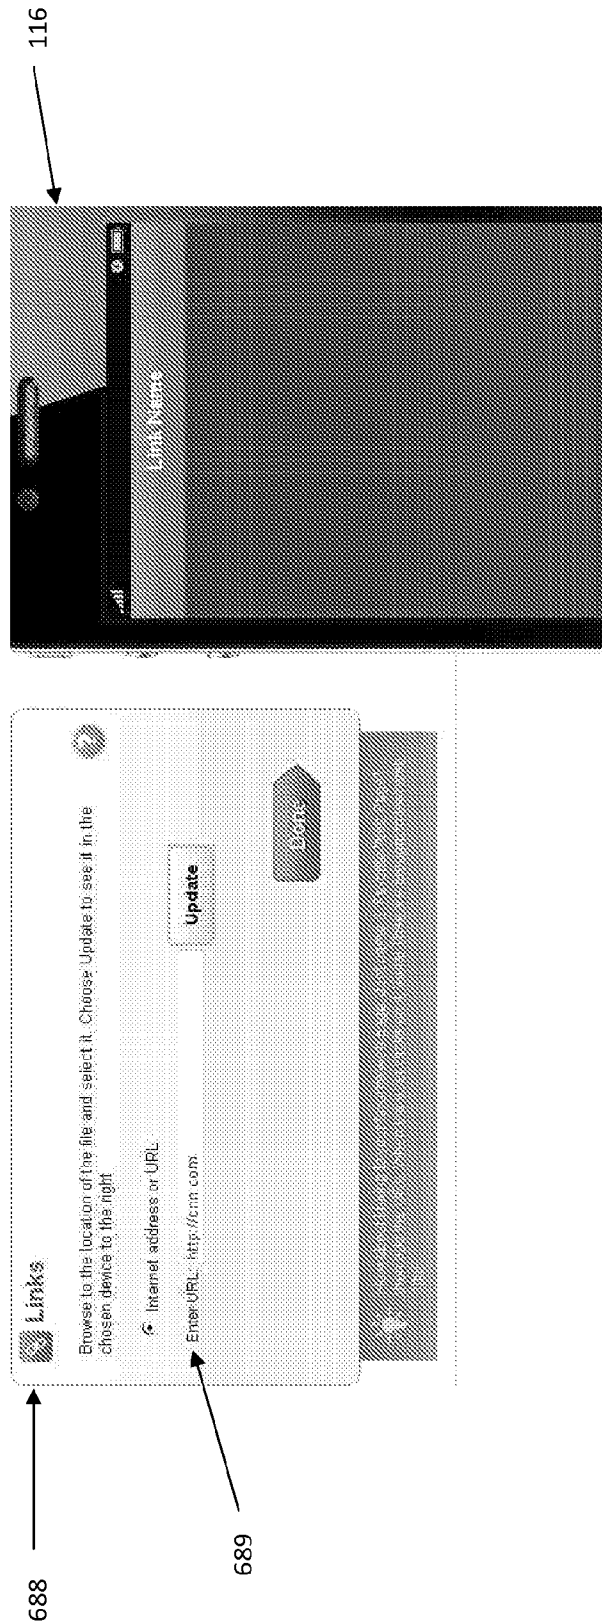 688
Links
Browse to the location of the file and select it. Choose Update to see it in the
chosen device to the right
Internet address or URL
Enter URL: http://cnn.com
Update
Done
689
Link Name
116